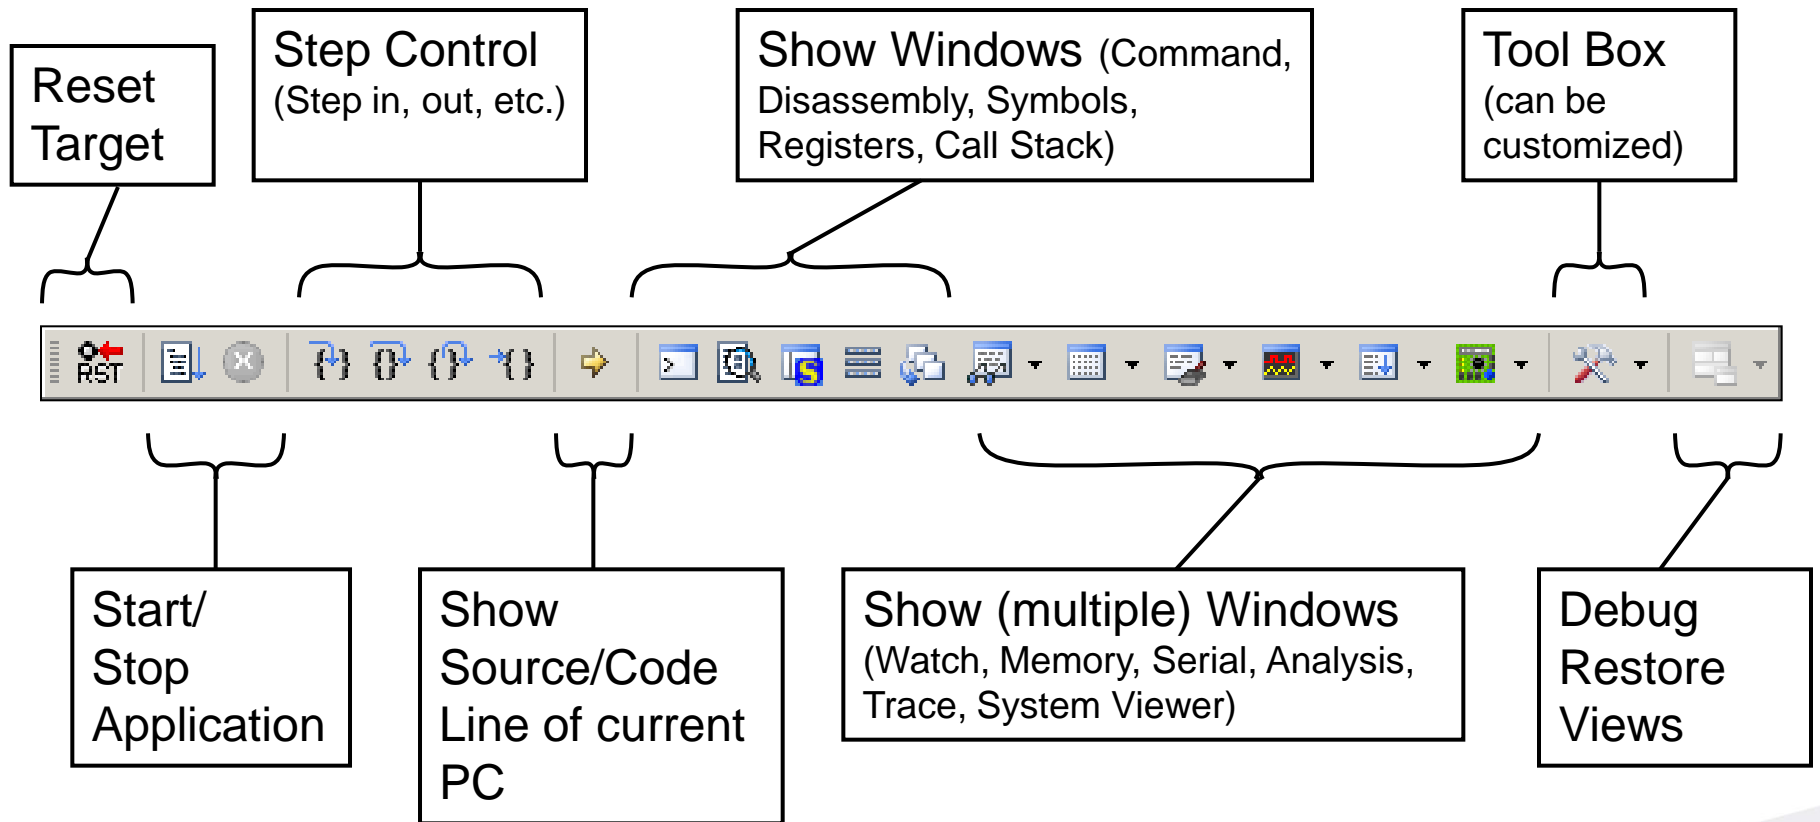 Reset
Target
Step Control
(Step in, out, etc.)
Show Windows (Command,
Disassembly, Symbols,
Registers, Call Stack)
Tool Box
(can be
customized)
RST
{} {} {} {}
>
S
Start/
Stop
Application
Show
Source/Code
Line of current
PC
Show (multiple) Windows
(Watch, Memory, Serial, Analysis,
Trace, System Viewer)
Debug
Restore
Views